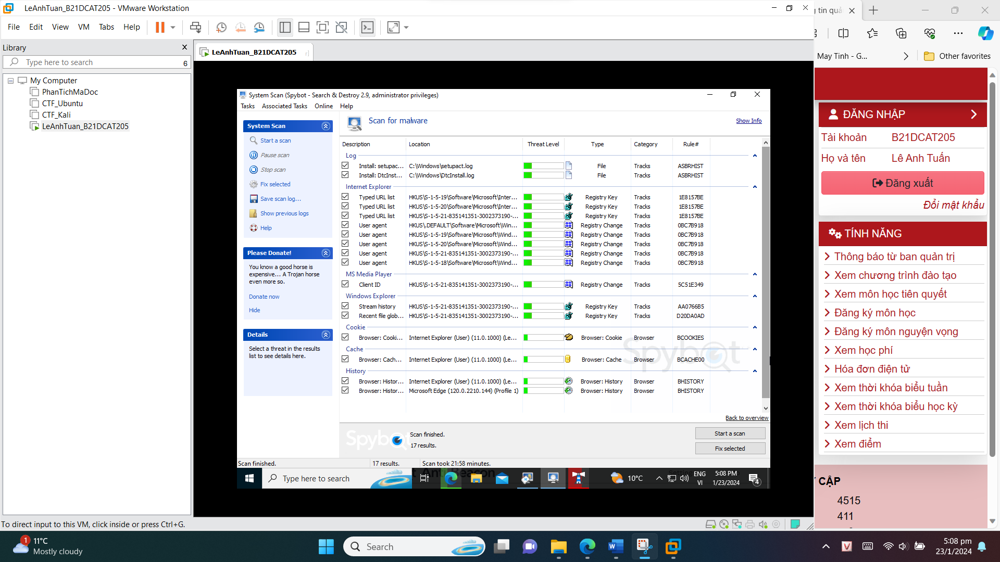 LeAnhTuan_B21DCAT205 - VMware Workstation
File Edit View VM Tabs Help
Library
Type here to search
6
My Computer
PhanTichMaDoc
CTF_Ubuntu
CTF_Kali
LeAnhTuan_B21DCAT205
LeAnhTuan_B21DCAT205
System Scan (Spybot - Search & Destroy 2.9, administrator privileges)
Tasks Associated Tasks Online Help
System Scan
Start a scan
Pause scan
Stop scan
Fix selected
Save scan log...
Show previous logs
Help
Please Donate!
You know a good horse is
expensive... A Trojan horse
even more so.
Donate now
Hide
Details
Select a threat in the results
list to see details here.
Scan for malware
Show Info
Description Location Threat Level Type Category Rule#
Log
Install: setupac... C:\Windows\setupact.log File Tracks ASBRHIST
Install: DtcInst... C:\Windows\DtcInstall.log File Tracks ASBRHIST
Internet Explorer
Typed URL list HKUS\S-1-5-19\Software\Microsoft\Inter... Registry Key Tracks 1E8157BE
Typed URL list HKUS\S-1-5-20\Software\Microsoft\Inter... Registry Key Tracks 1E8157BE
Typed URL list HKUS\S-1-5-21-835141351-3002373190-... Registry Key Tracks 1E8157BE
User agent HKUS\.DEFAULT\Software\Microsoft\Win... Registry Change Tracks 0BC7B918
User agent HKUS\S-1-5-19\Software\Microsoft\Wind... Registry Change Tracks 0BC7B918
User agent HKUS\S-1-5-20\Software\Microsoft\Wind... Registry Change Tracks 0BC7B918
User agent HKUS\S-1-5-21-835141351-3002373190-... Registry Change Tracks 0BC7B918
User agent HKUS\S-1-5-18\Software\Microsoft\Wind... Registry Change Tracks 0BC7B918
MS Media Player
Client ID HKUS\S-1-5-21-835141351-3002373190-... Registry Change Tracks 5C51E349
Windows Explorer
Stream history HKUS\S-1-5-21-835141351-3002373190-... Registry Key Tracks AA0766B5
Recent file glob... HKUS\S-1-5-21-835141351-3002373190-... Registry Key Tracks D20DA0AD
Cookie
Browser: Cooki... Internet Explorer (User) (11.0.1000) (Le... Browser: Cookie Browser BCOOKIES
Cache
Browser: Cach... Internet Explorer (User) (11.0.1000) (Le... Browser: Cache Browser BCACHE00
History
Browser: Histor... Internet Explorer (User) (11.0.1000) (Le... Browser: History Browser BHISTORY
Browser: Histor... Microsoft Edge (120.0.2210.144) (Profile 1) Browser: History Browser BHISTORY
Spybot
Back to overview
Spybot
Scan finished.
17 results.
Start a scan
Fix selected
Scan finished. 17 results. Scan took 21:58 minutes.
Type here to search
10°C
ENG
VI
5:08 PM
1/23/2024
4
To direct input to this VM, click inside or press Ctrl+G.
tin quả
May Tinh - G...
Other favorites
ĐĂNG NHẬP
Tài khoản B21DCAT205
Họ và tên Lê Anh Tuấn
Đăng xuất
Đổi mật khẩu
TÍNH NĂNG
Thông báo từ ban quản trị
Xem chương trình đào tạo
Xem môn học tiên quyết
Đăng ký môn học
Đăng ký môn nguyện vọng
Xem học phí
Hóa đơn điện tử
Xem thời khóa biểu tuần
Xem thời khóa biểu học kỳ
Xem lịch thi
Xem điểm
CẬP
4515
411
1
11°C
Mostly cloudy
Search
5:08 pm
23/1/2024